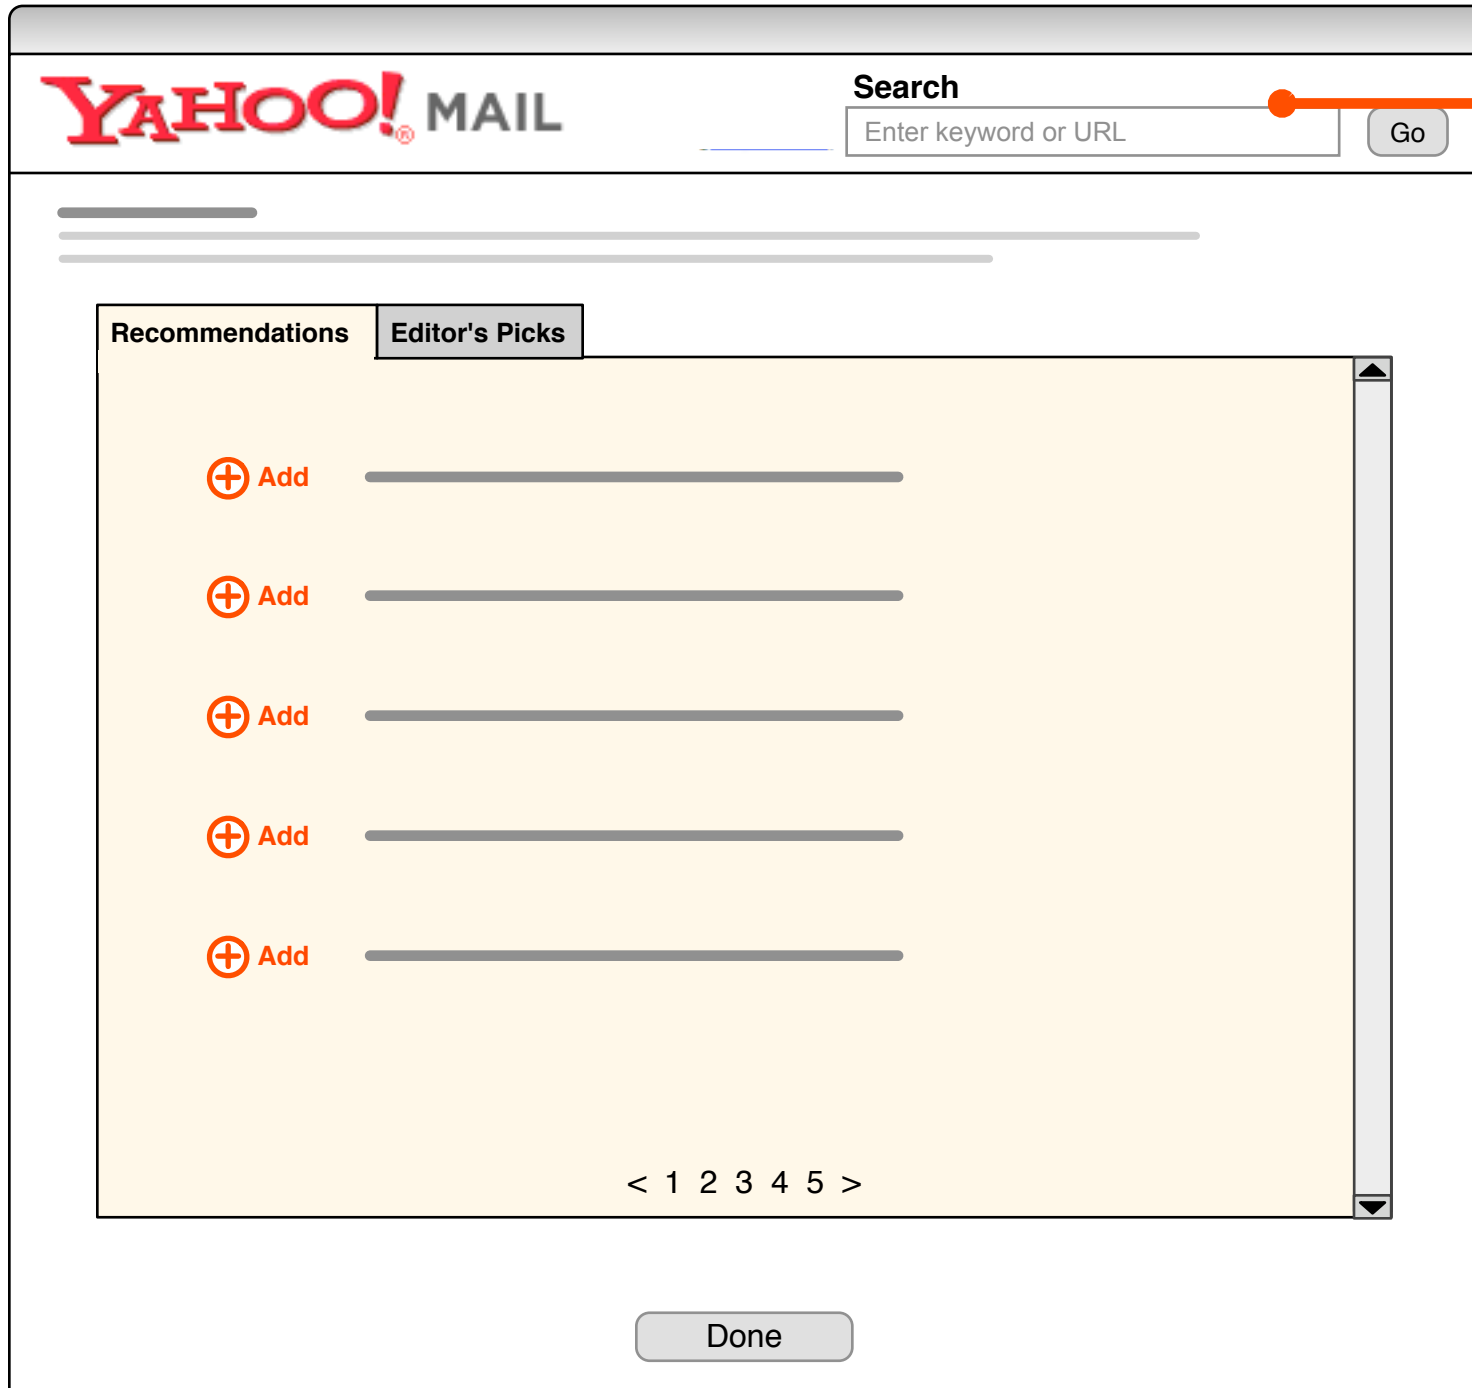 YAHOO!® MAIL
Search
Enter keyword or URL
Go
Recommendations
Editor's Picks
Add
Add
Add
Add
Add
< 1 2 3 4 5 >
Done